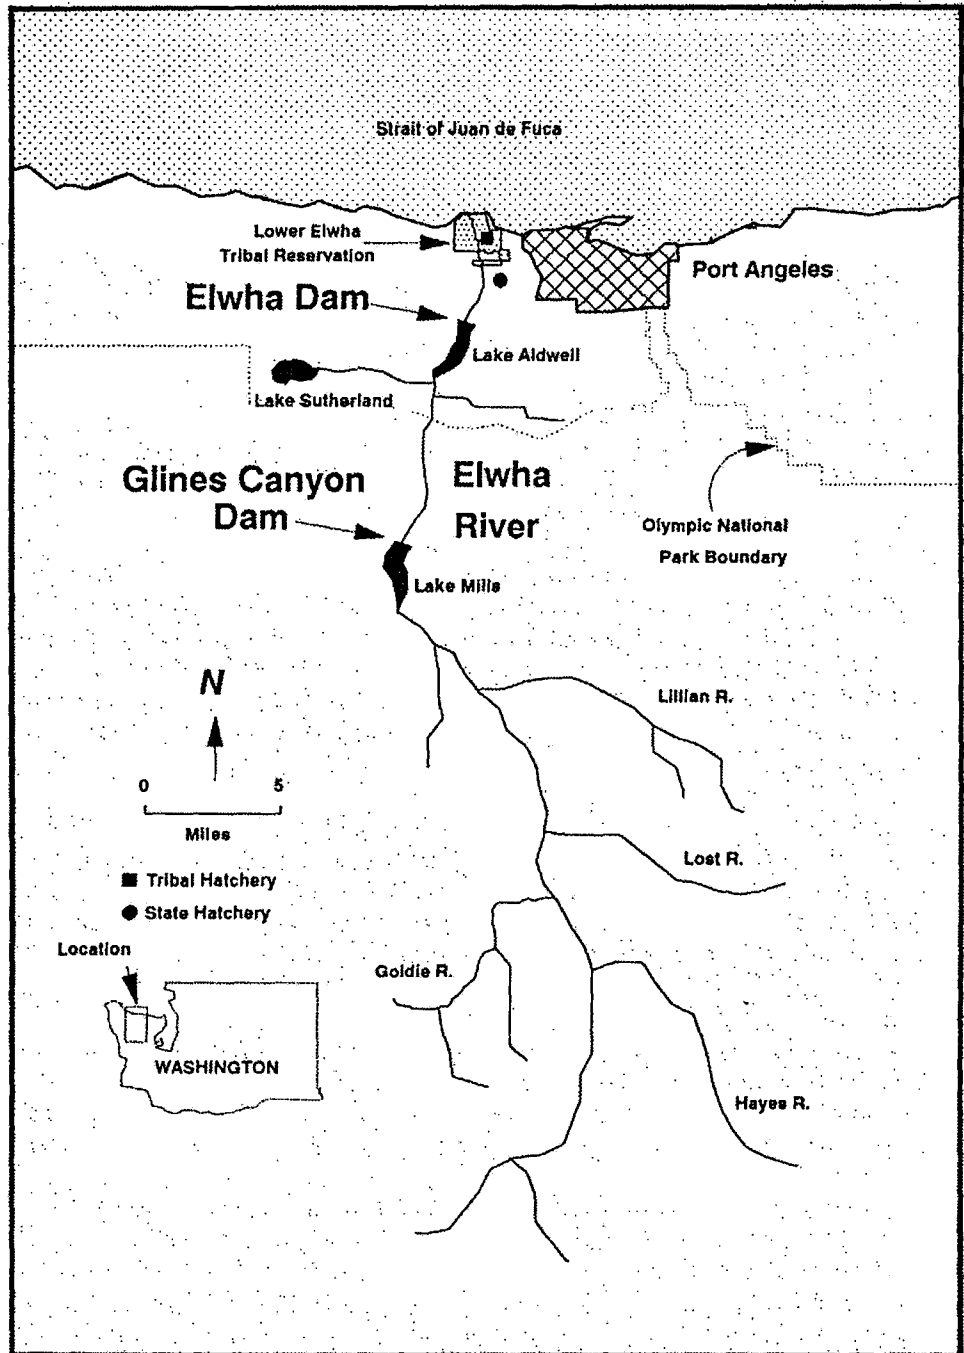 Strait of Juan de Fuca
Lower Elwha
Tribal Reservation
Port Angeles
Elwha Dam
Lake Aldwell
Lake Sutherland
Glines Canyon
Dam
Elwha
River
Olympic National
Park Boundary
Lake Mills
N
Lillian R.
0 5
Miles
Lost R.
Tribal Hatchery
State Hatchery
Location
Goldie R.
WASHINGTON
Hayes R.